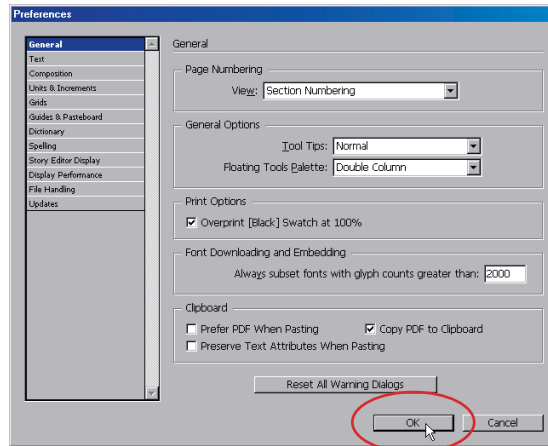 Preferences
General
Text
Composition
Units & Increments
Grids
Guides & Pasteboard
Dictionary
Spelling
Story Editor Display
Display Performance
File Handling
Updates
General
Page Numbering
View: Section Numbering
General Options
Tool Tips: Normal
Floating Tools Palette: Double Column
Print Options
Overprint [Black] Swatch at 100%
Font Downloading and Embedding
Always subset fonts with glyph counts greater than: 2000
Clipboard
Prefer PDF When Pasting Copy PDF to Clipboard
Preserve Text Attributes When Pasting
Reset All Warning Dialogs
OK Cancel